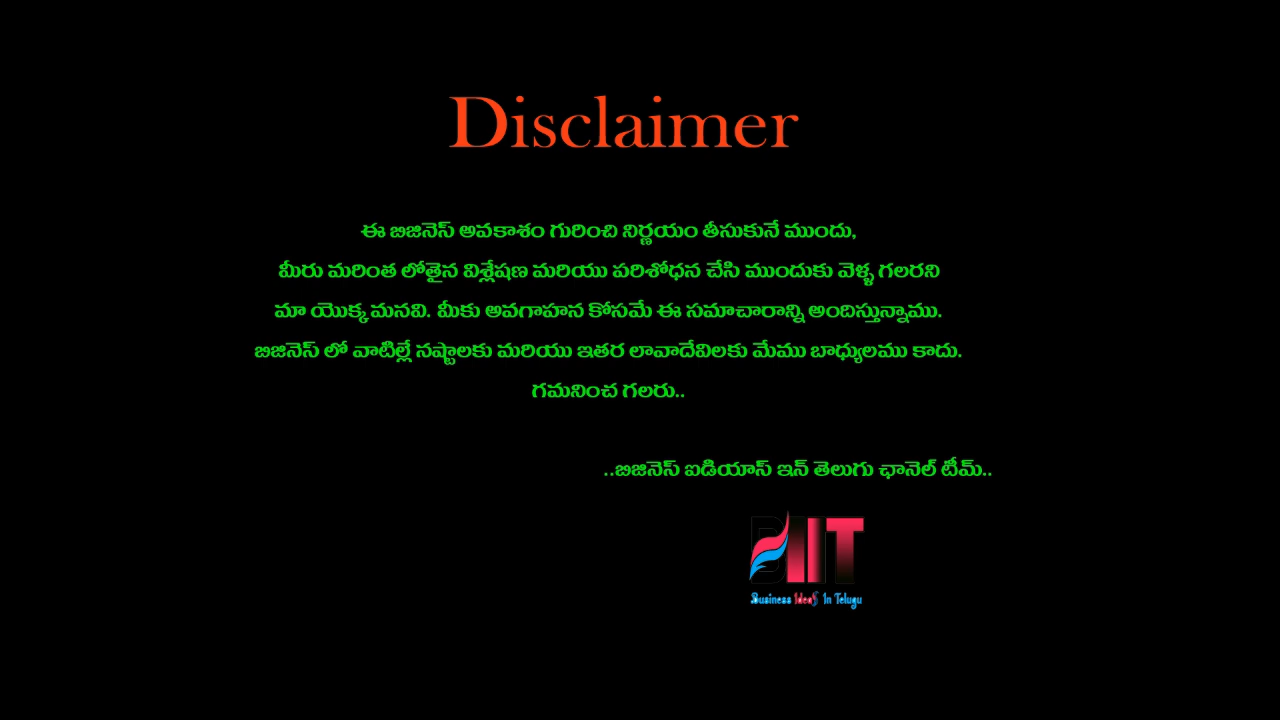 Disclaimer
ఈ బిజినెస్ అవకాశం గురించి నిర్ణయం తీసుకునే ముందు,
మీరు మరింత లోతైన విశ్లేషణ మరియు పరిశోధన చేసి ముందుకు వెళ్ళ గలరని
మా యొక్క మనవి. మీకు అవగాహన కోసమే ఈ సమాచారాన్ని అందిస్తున్నాము.
బిజినెస్ లో వాటిల్లే నష్టాలకు మరియు ఇతర లావాదేవిలకు మేము బాధ్యులము కాదు.
గమనించ గలరు..
..బిజినెస్ ఐడియాస్ ఇన్ తెలుగు ఛానెల్ టీమ్..
BIIT
Business IdeaS In Telugu